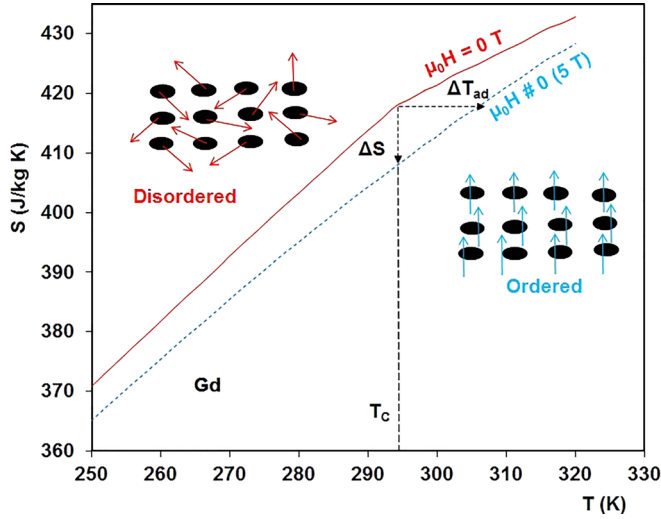 430
420
410
400
390
380
370
360
S (J/kg K)
μ₀H = 0 T
μ₀H # 0 (5 T)
ΔTad
ΔS
Disordered
Ordered
Gd
TC
250
260
270
280
290
300
310
320
330
T (K)